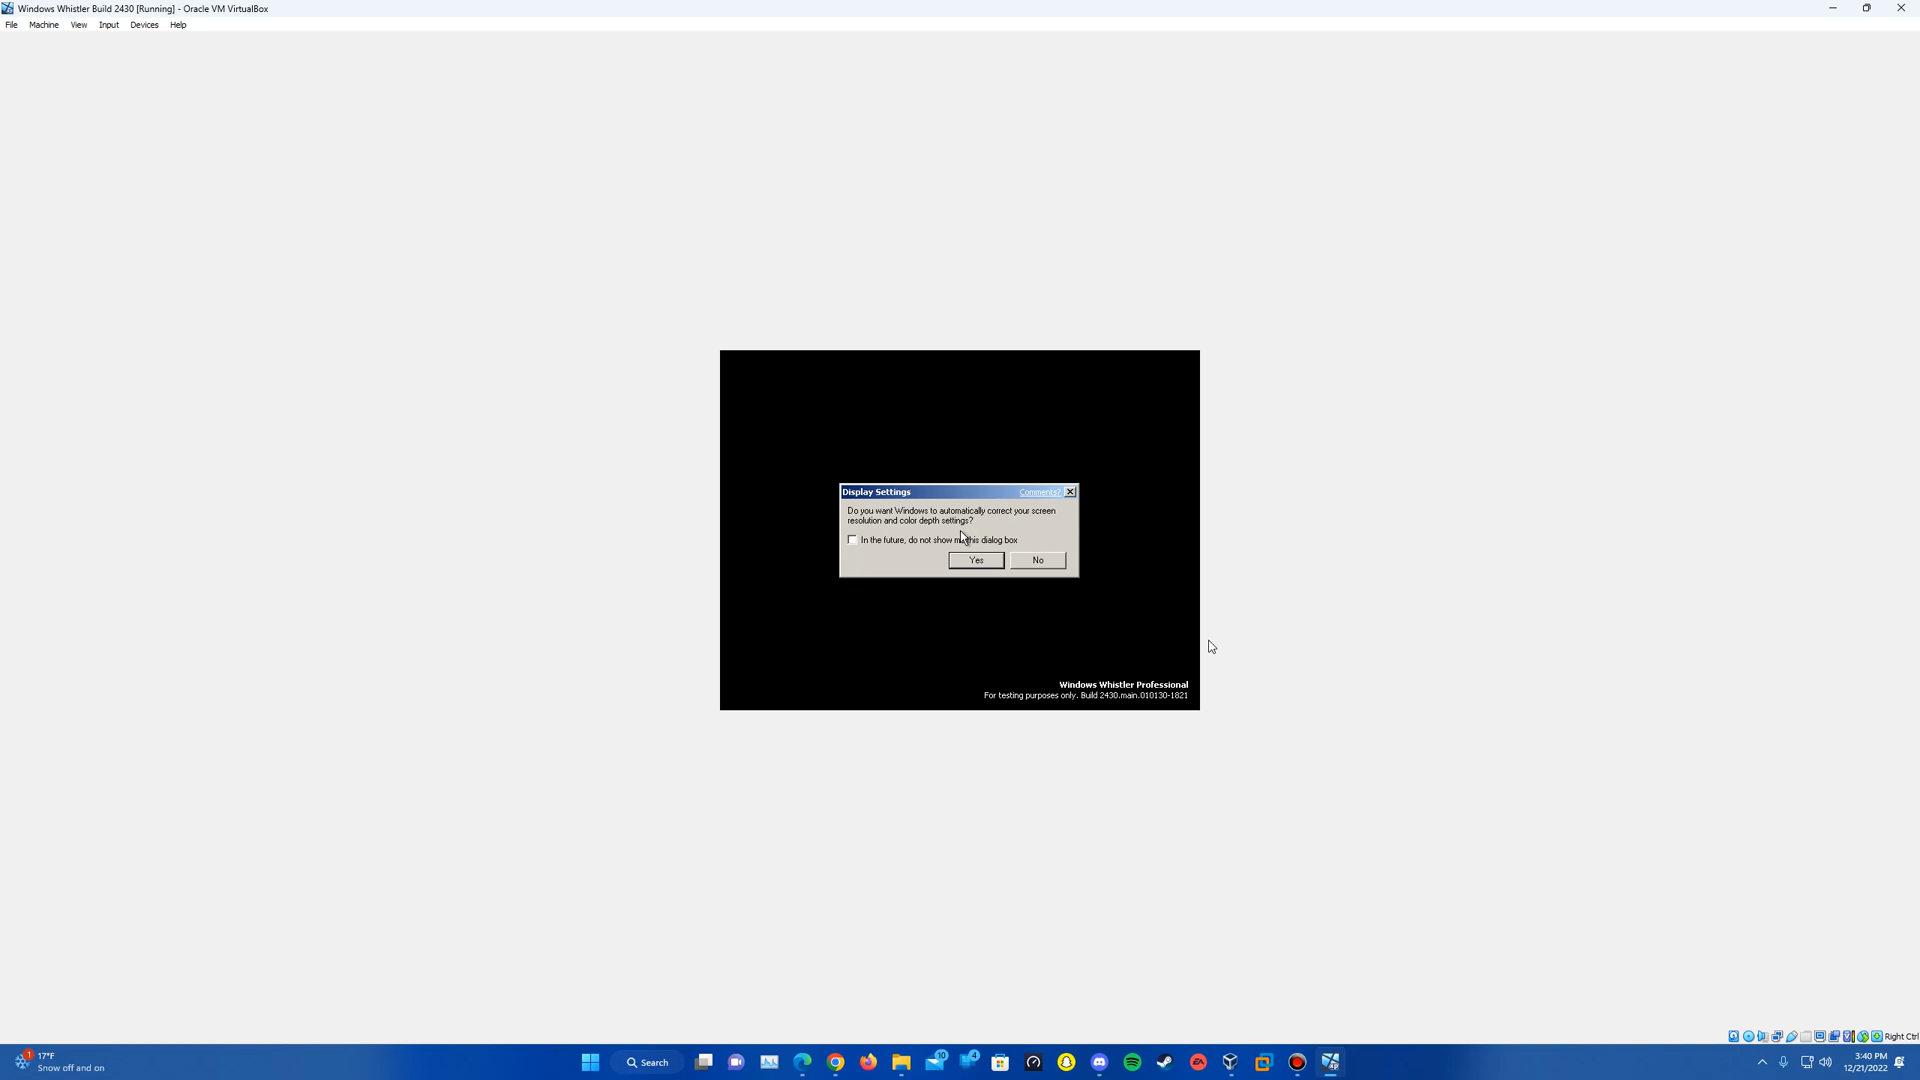 Windows Whistler Build 2430 [Running] - Oracle VM VirtualBox
File Machine View Input Devices Help
Display Settings Comments?
Do you want Windows to automatically correct your screen
resolution and color depth settings?
In the future, do not show me this dialog box
Yes No
Windows Whistler Professional
For testing purposes only. Build 2430.main.010130-1821
Right Ctrl
1
17°F
Snow off and on
Search
10
4
3:40 PM
12/21/2022